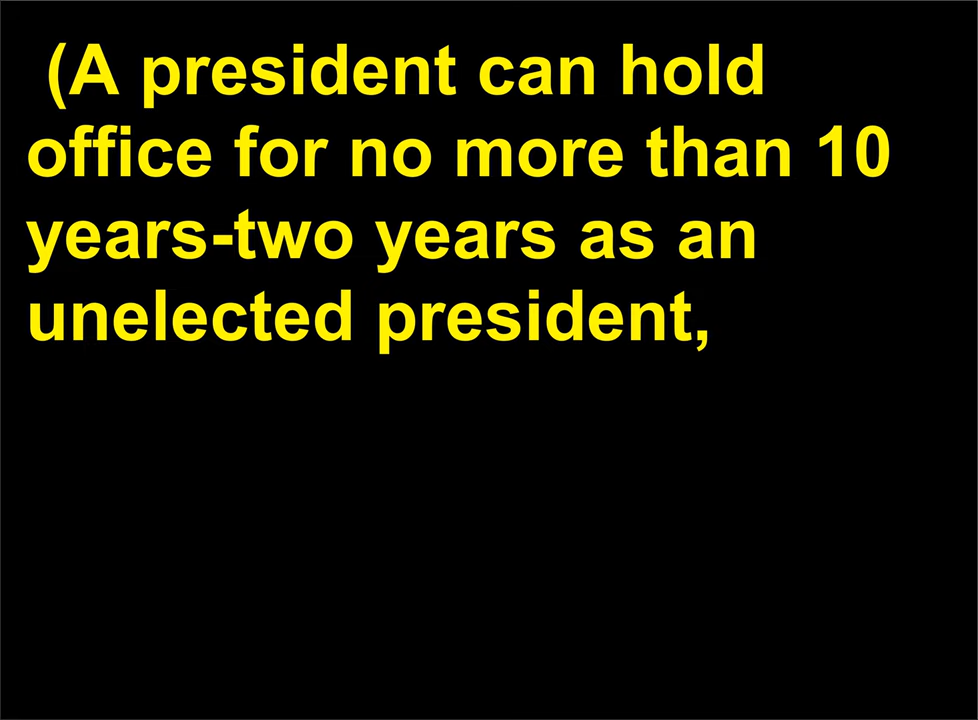 (A president can hold
office for no more than 10
years-two years as an
unelected president,